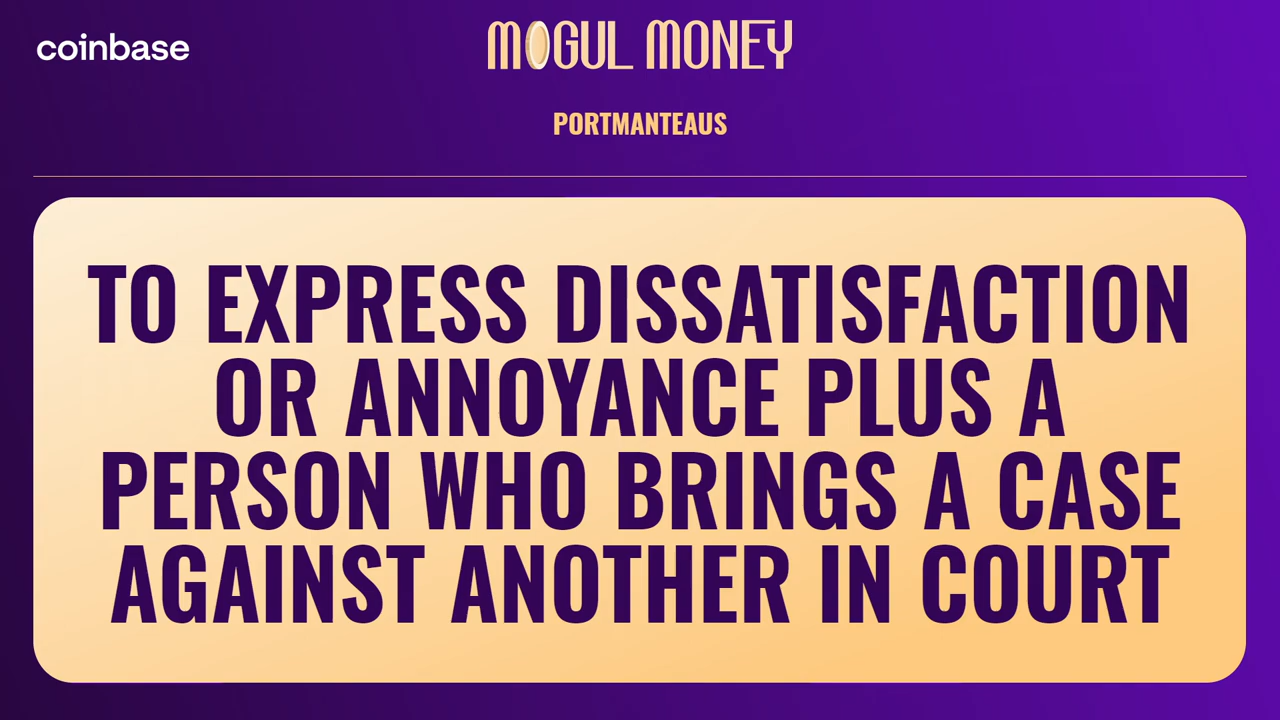 coinbase
MOGUL MONEY
PORTMANTEAUS
TO EXPRESS DISSATISFACTION
OR ANNOYANCE PLUS A
PERSON WHO BRINGS A CASE
AGAINST ANOTHER IN COURT